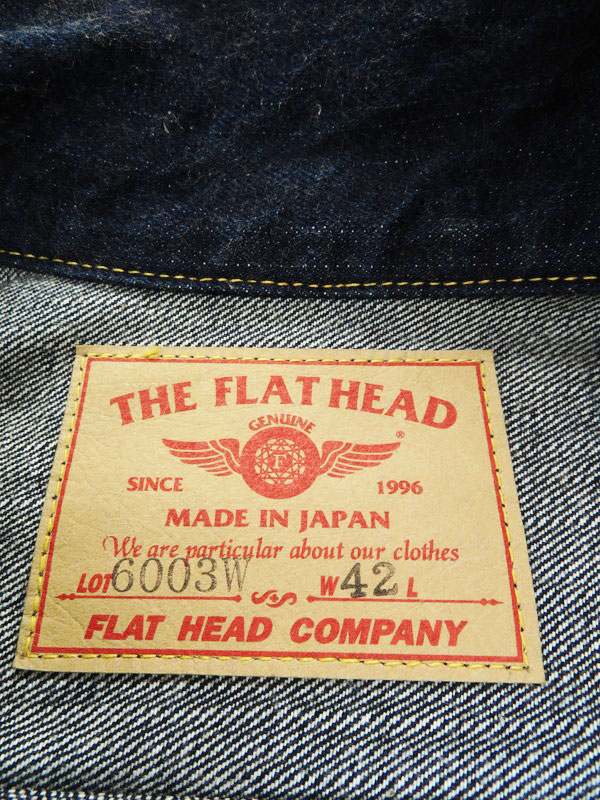 THE FLAT HEAD
GENUINE
®
F
SINCE 1996
MADE IN JAPAN
We are particular about our clothes
LOT 6003W W 42 L
FLAT HEAD COMPANY